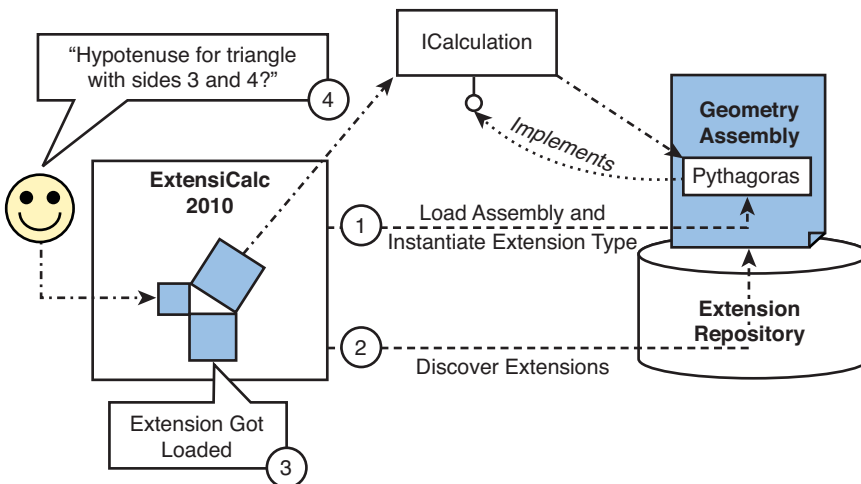 “Hypotenuse for triangle
with sides 3 and 4?”
4
ICalculation
Implements
Geometry
Assembly
Pythagoras
ExtensiCalc
2010
1
Load Assembly and
Instantiate Extension Type
Extension
Repository
2
Discover Extensions
Extension Got
Loaded
3